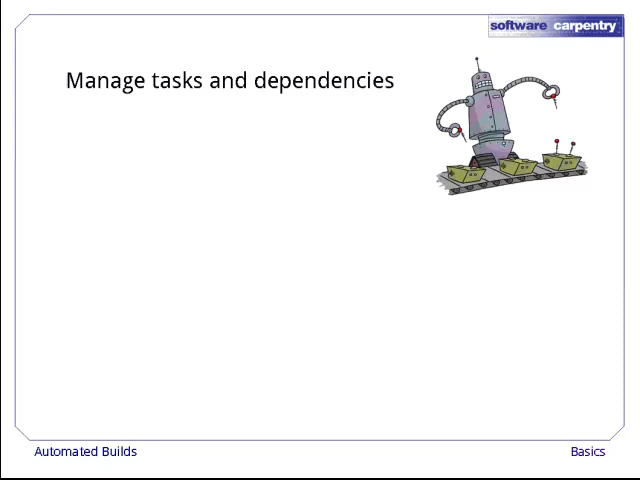 software carpentry
Manage tasks and dependencies
Automated Builds
Basics